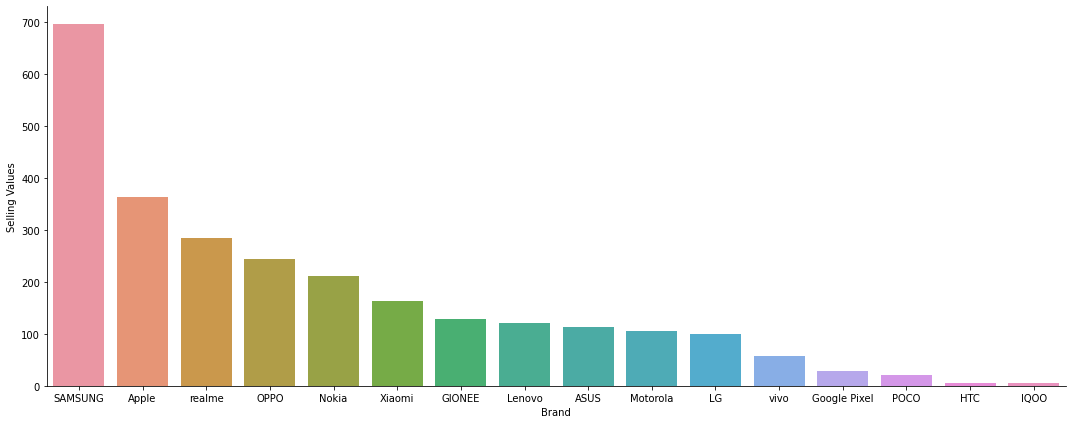 700
600
500
400
300
200
100
0
Selling Values
SAMSUNG Apple realme OPPO Nokia Xiaomi GIONEE Lenovo ASUS Motorola LG vivo Google Pixel POCO HTC IQOO
Brand